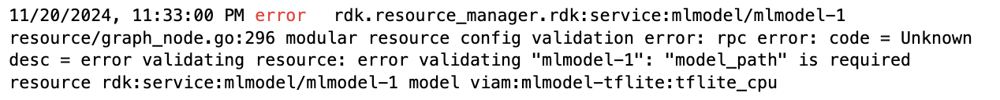 11/20/2024, 11:33:00 PM error rdk.resource_manager.rdk:service:mlmodel/mlmodel-1
resource/graph_node.go:296 modular resource config validation error: rpc error: code = Unknown
desc = error validating resource: error validating "mlmodel-1": "model_path" is required
resource rdk:service:mlmodel/mlmodel-1 model viam:mlmodel-tflite:tflite_cpu